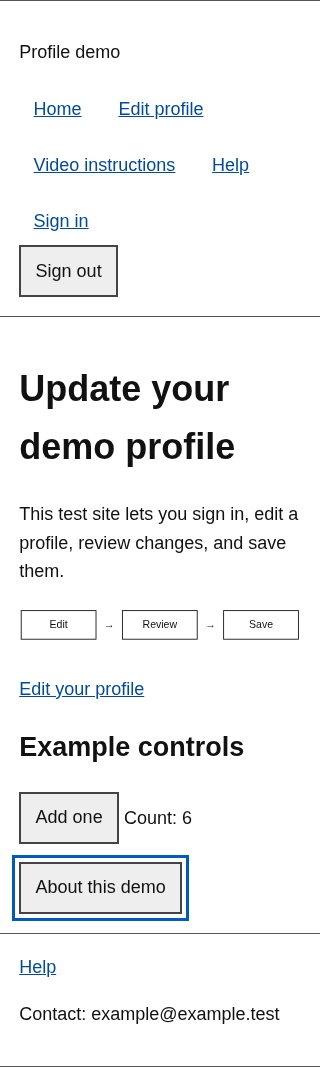 Profile demo
Home Edit profile
Video instructions Help
Sign in
Sign out
Update your
demo profile
This test site lets you sign in, edit a
profile, review changes, and save
them.
Edit → Review → Save
Edit your profile
Example controls
Add one Count: 6
About this demo
Help
Contact: example@example.test